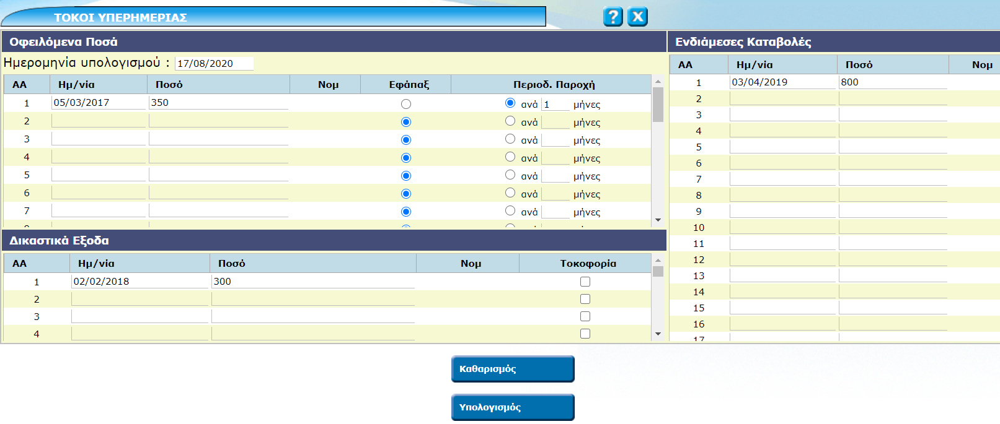 ΤΟΚΟΙ ΥΠΕΡΗΜΕΡΙΑΣ
? X
Οφειλόμενα Ποσά
Ημερομηνία υπολογισμού : 17/08/2020
ΑΑ Ημ/νία Ποσό Νομ Εφάπαξ Περιοδ. Παροχή
1 05/03/2017 350 ανά 1 μήνες
2 ανά μήνες
3 ανά μήνες
4 ανά μήνες
5 ανά μήνες
6 ανά μήνες
7 ανά μήνες
Δικαστικά Εξοδα
ΑΑ Ημ/νία Ποσό Νομ Τοκοφορία
1 02/02/2018 300
2
3
4
Ενδιάμεσες Καταβολές
ΑΑ Ημ/νία Ποσό Νομ
1 03/04/2019 800
2
3
4
5
6
7
8
9
10
11
12
13
14
15
16
17
Καθαρισμός
Υπολογισμός